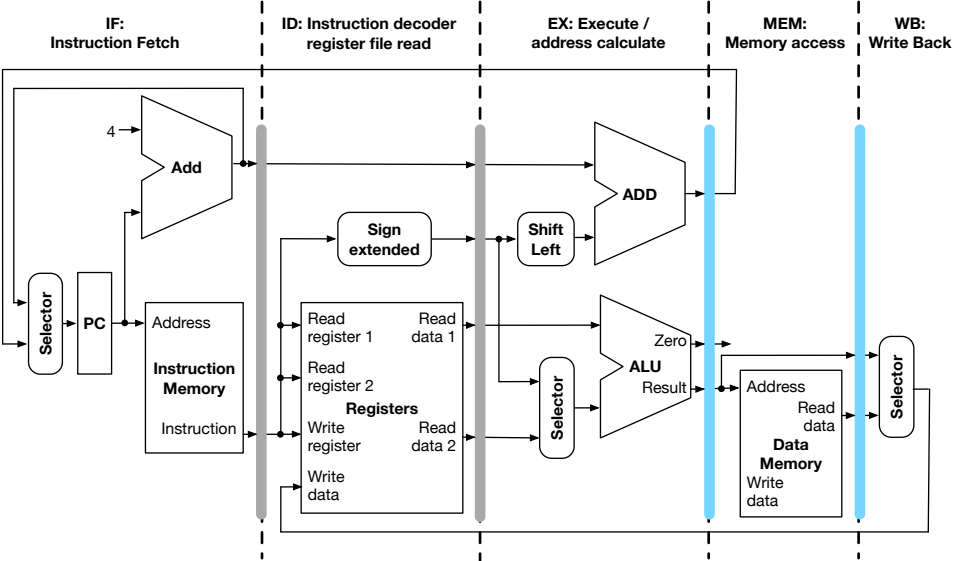 IF:
Instruction Fetch
ID: Instruction decoder
register file read
EX: Execute /
address calculate
MEM:
Memory access
WB:
Write Back
4
Add
ADD
Sign
extended
Shift
Left
Selector
PC
Address
Instruction
Memory
Instruction
Read
register 1
Read
data 1
Read
register 2
Registers
Write
register
Read
data 2
Write
data
Selector
Zero
ALU
Result
Address
Read
data
Data
Memory
Write
data
Selector